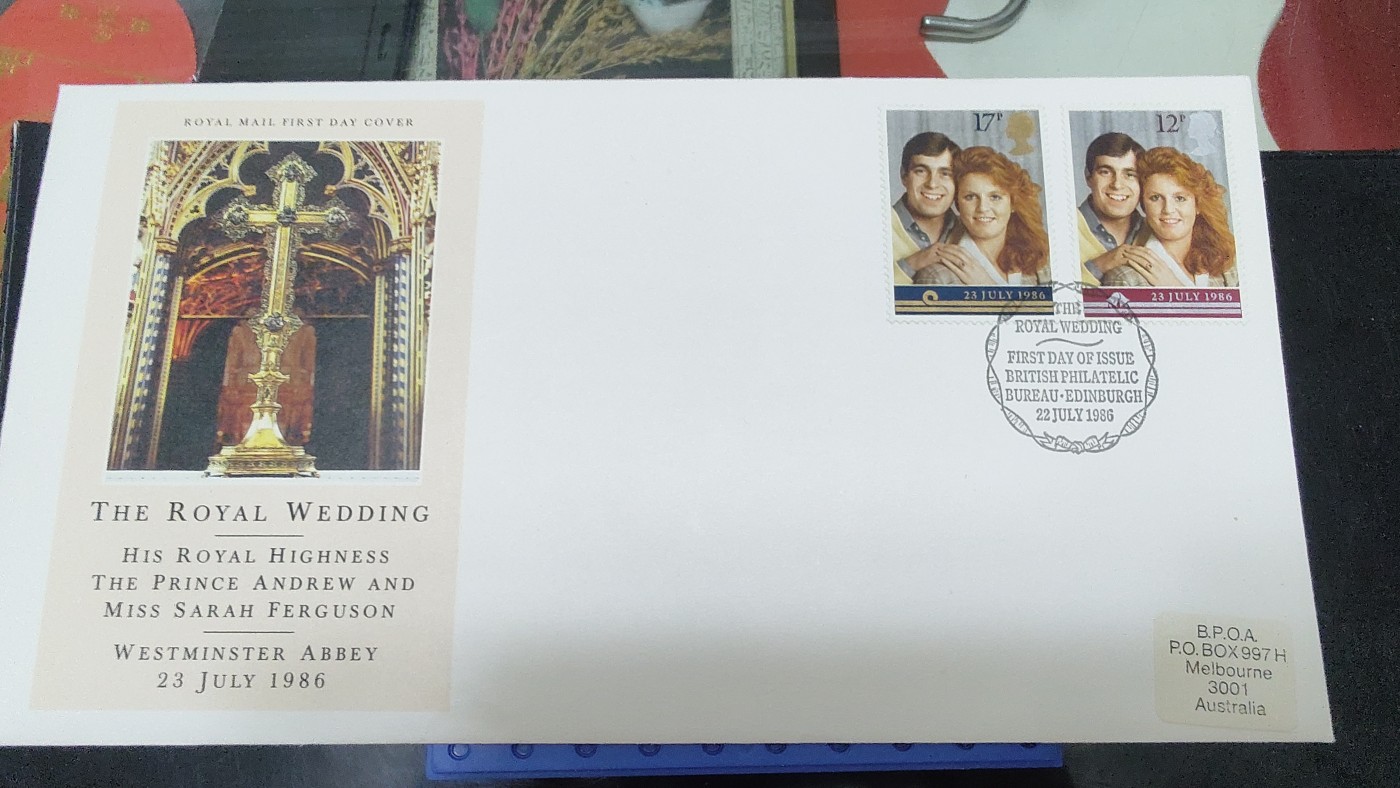 ROYAL MAIL FIRST DAY COVER
THE ROYAL WEDDING
HIS ROYAL HIGHNESS
THE PRINCE ANDREW AND
MISS SARAH FERGUSON
WESTMINSTER ABBEY
23 JULY 1986
17P
23 JULY 1986
12P
23 JULY 1986
THE
ROYAL WEDDING
FIRST DAY OF ISSUE
BRITISH PHILATELIC
BUREAU·EDINBURGH
22 JULY 1986
B.P.O.A.
P.O. BOX 997 H
Melbourne
3001
Australia